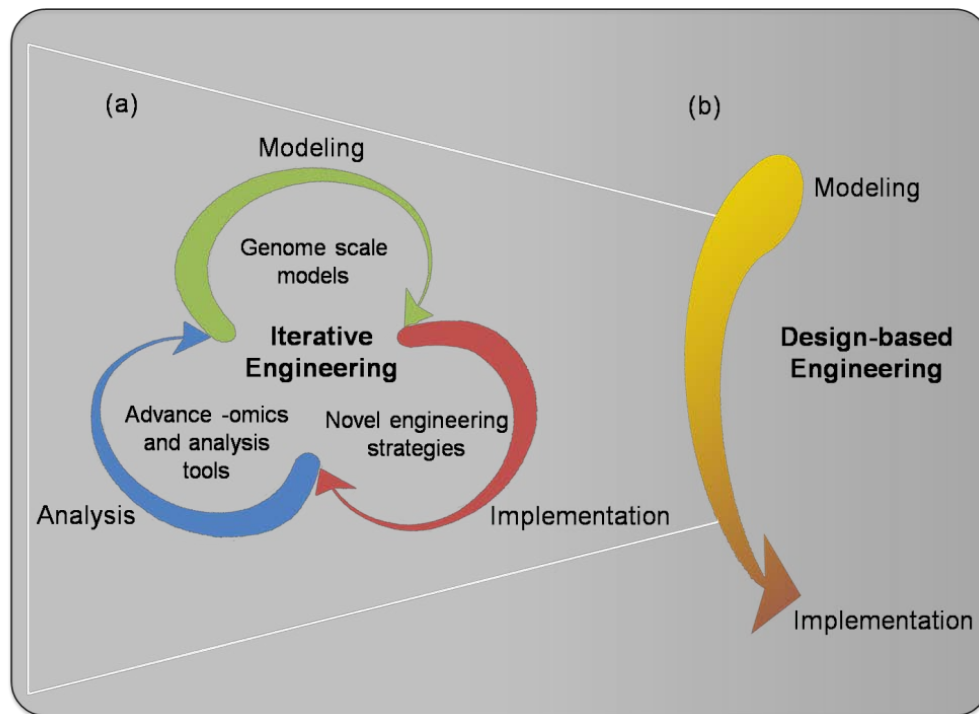 (a)
Modeling
Genome scale
models
Iterative
Engineering
Advance -omics
and analysis
tools
Novel engineering
strategies
Analysis
Implementation
(b)
Modeling
Design-based
Engineering
Implementation